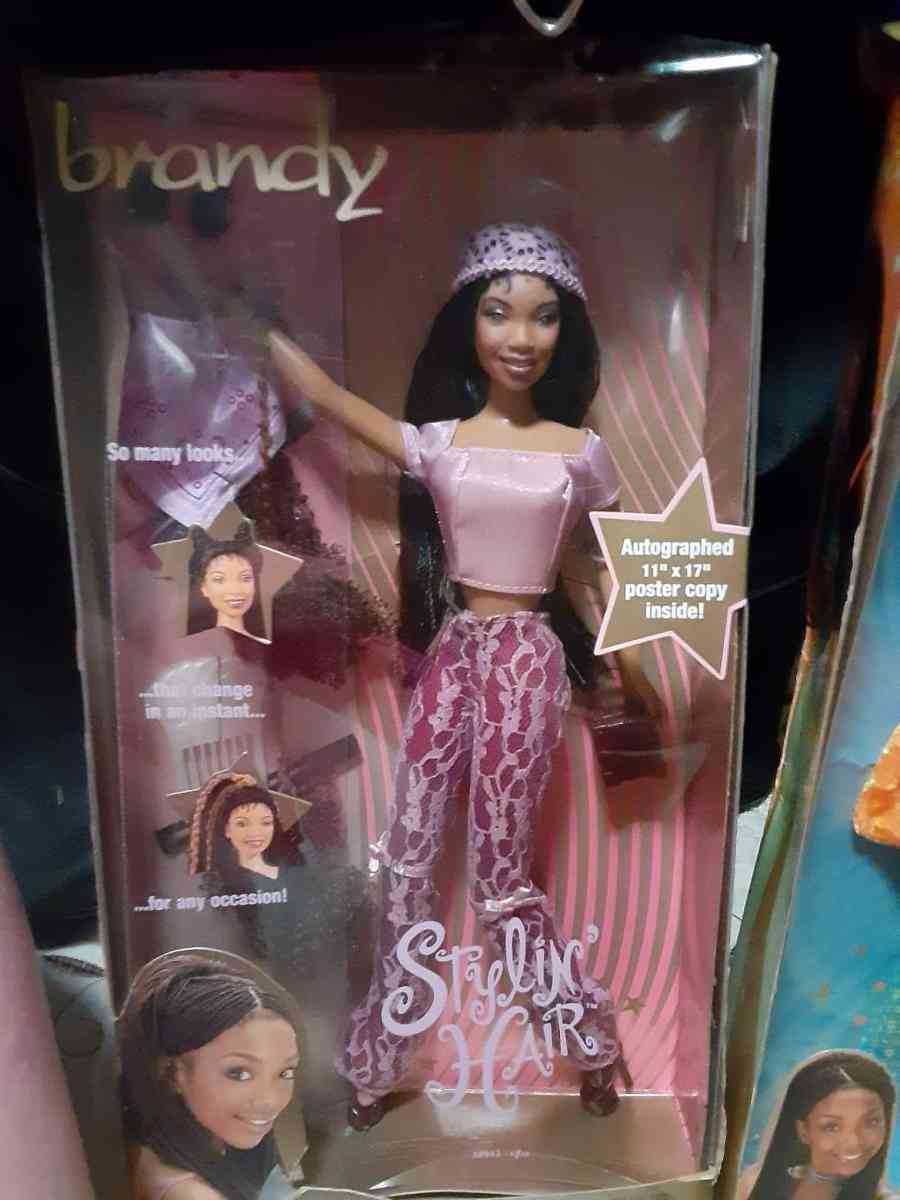 brandy
So many looks...
Autographed
11" x 17"
poster copy
inside!
...that change
in an instant...
...for any occasion!
Stylin'
Hair™